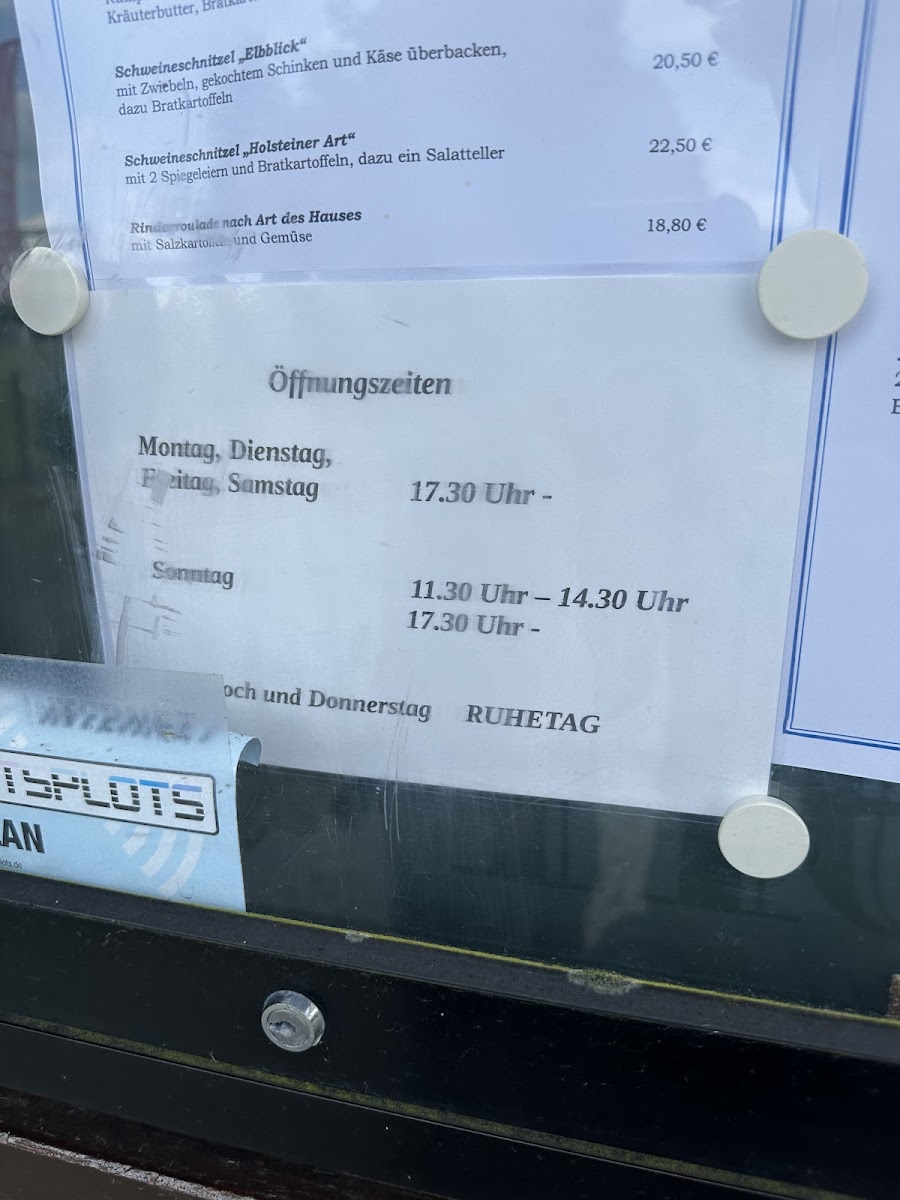 Kräuterbutter,
Schweineschnitzel „Elbblick“
mit Zwiebeln, gekochtem Schinken und Käse überbacken, 20,50 €
dazu Bratkartoffeln
Schweineschnitzel „Holsteiner Art“
mit 2 Spiegeleiern und Bratkartoffeln, dazu ein Salatteller 22,50 €
Rinderroulade nach Art des Hauses 18,80 €
mit Salzkartoffeln und Gemüse
Öffnungszeiten
Montag, Dienstag,
Freitag, Samstag 17.30 Uhr -
Sonntag 11.30 Uhr – 14.30 Uhr
17.30 Uhr -
och und Donnerstag RUHETAG
TSPLOTS
LAN